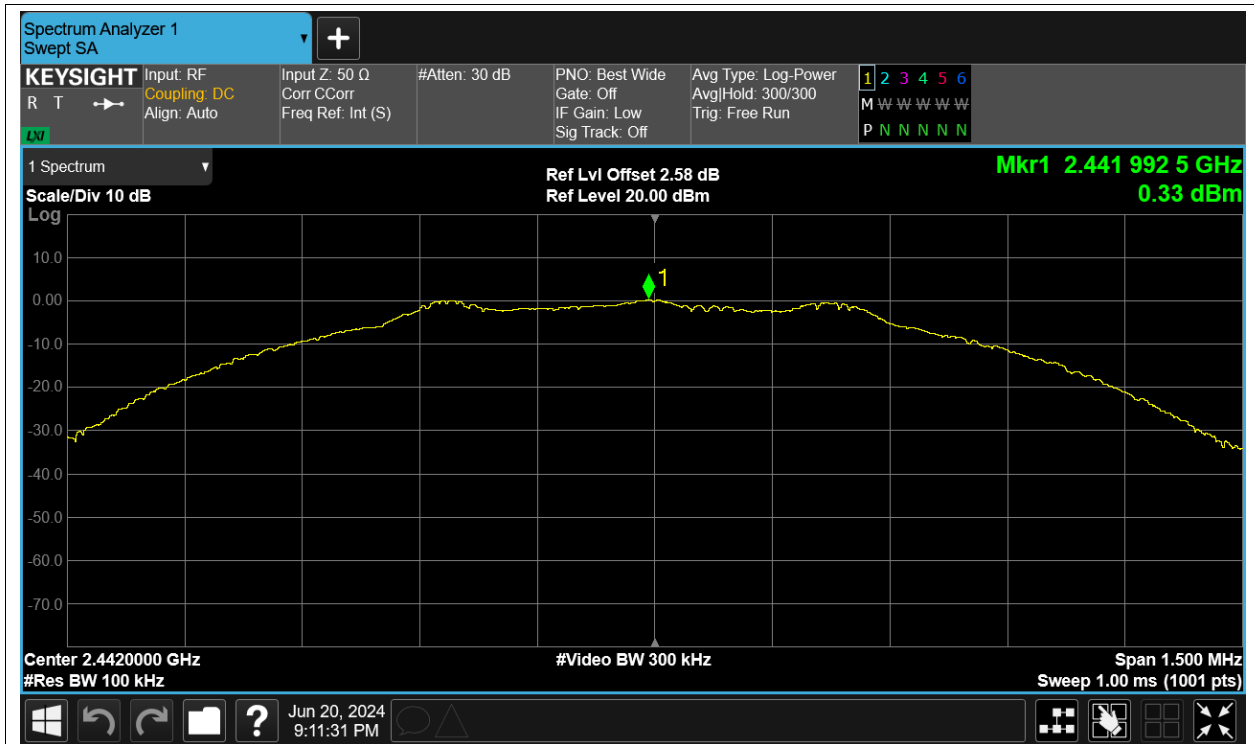 Spectrum Analyzer 1
Swept SA
KEYSIGHT
R T
LXI
Input: RF
Coupling: DC
Align: Auto
Input Z: 50 Ω
Corr CCorr
Freq Ref: Int (S)
#Atten: 30 dB
PNO: Best Wide
Gate: Off
IF Gain: Low
Sig Track: Off
Avg Type: Log-Power
Avg|Hold: 300/300
Trig: Free Run
1 2 3 4 5 6
M W W W W W
P N N N N N
1 Spectrum
Scale/Div 10 dB
Log
Ref Lvl Offset 2.58 dB
Ref Level 20.00 dBm
Mkr1 2.441 992 5 GHz
0.33 dBm
10.0
0.00
-10.0
-20.0
-30.0
-40.0
-50.0
-60.0
-70.0
1
Center 2.4420000 GHz
#Res BW 100 kHz
#Video BW 300 kHz
Span 1.500 MHz
Sweep 1.00 ms (1001 pts)
?
Jun 20, 2024
9:11:31 PM